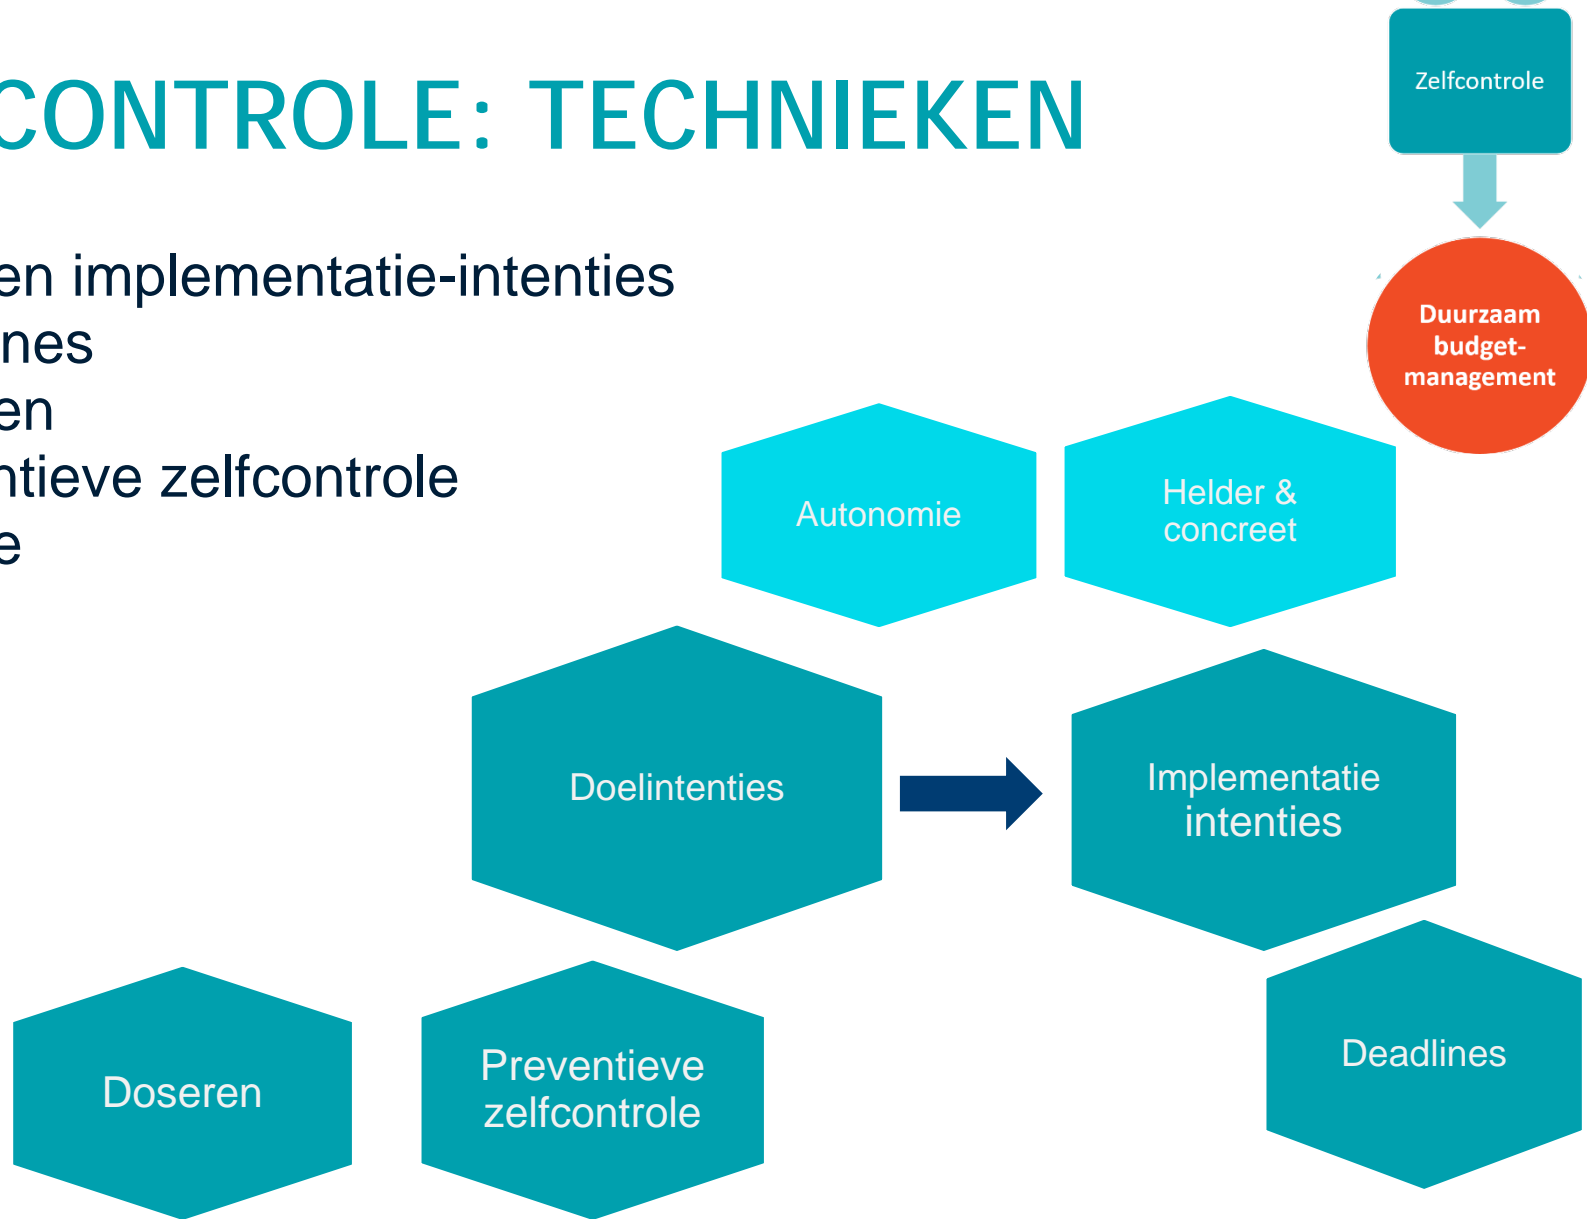 CONTROLE: TECHNIEKEN
Zelfcontrole
en implementatie-intenties
nes
en
ntieve zelfcontrole
e
Duurzaam
budget-
management
Autonomie
Helder &
concreet
Doelintenties
Implementatie
intenties
Deadlines
Doseren
Preventieve
zelfcontrole